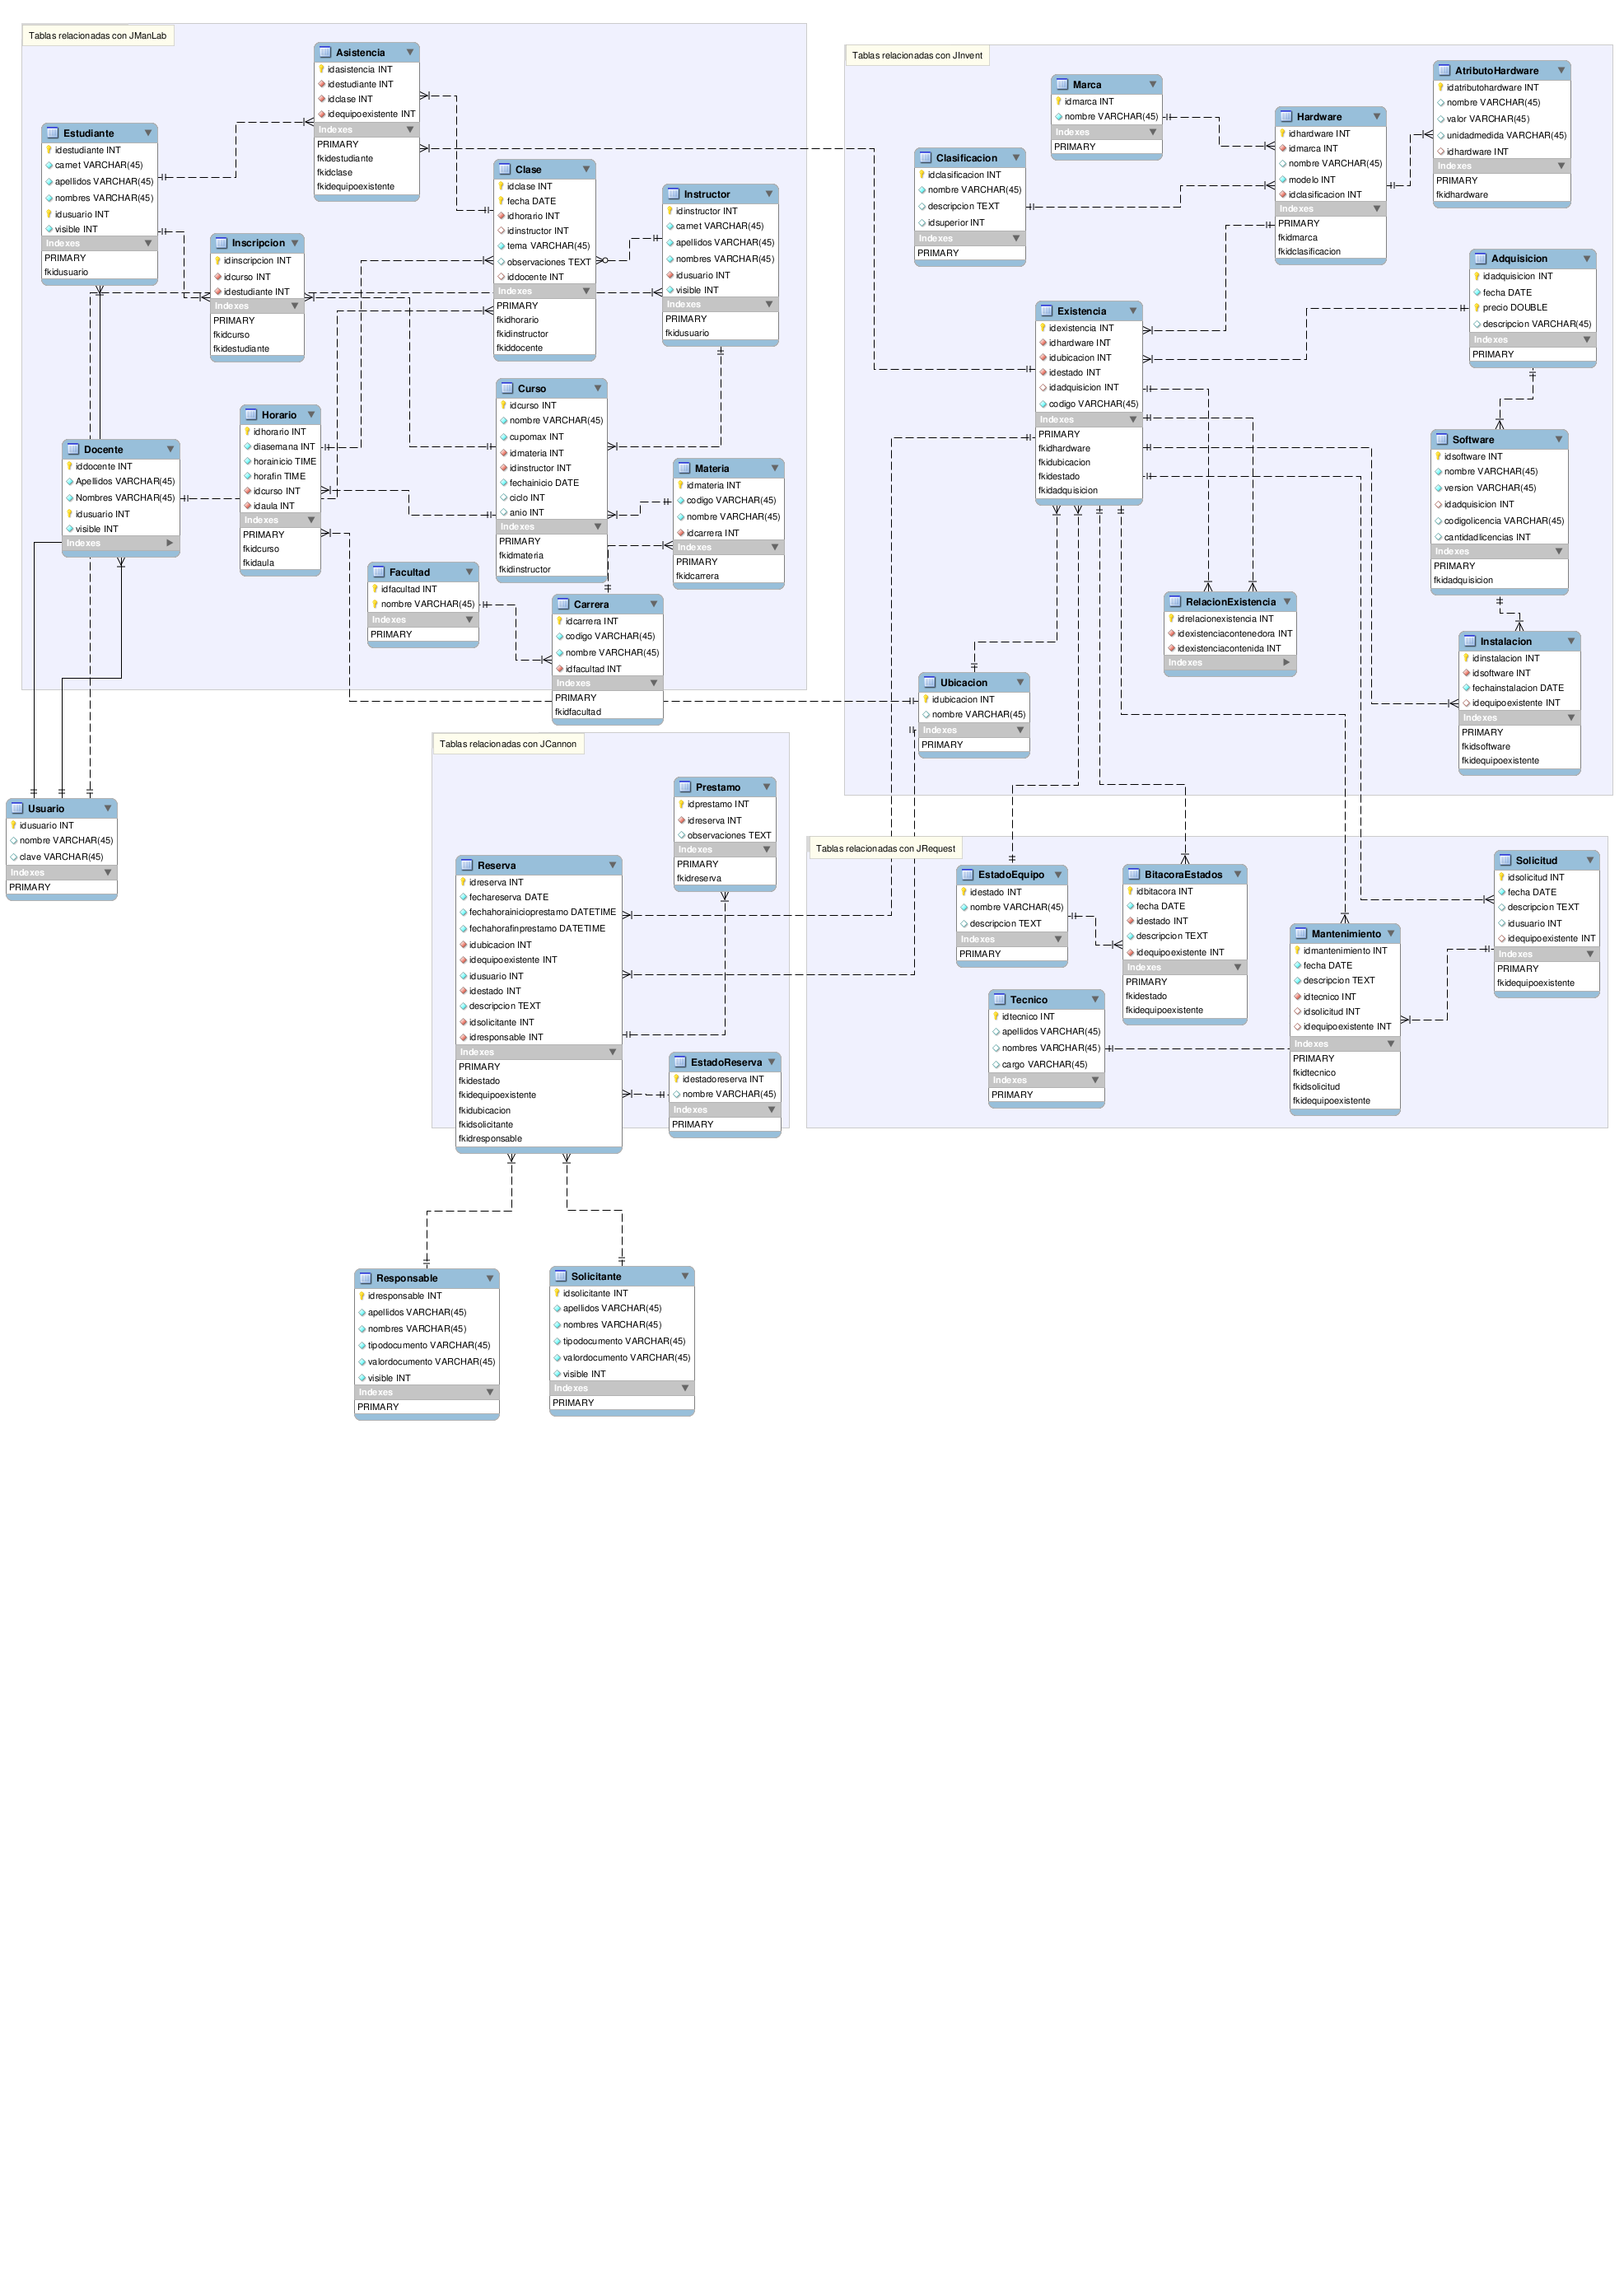 Tablas relacionadas con JManLab
Asistencia
idasistencia INT
idestudiante INT
idclase INT
idequipoexistente INT
Indexes
PRIMARY
fkidestudiante
fkidclase
fkidequipoexistente
Estudiante
idestudiante INT
carnet VARCHAR(45)
apellidos VARCHAR(45)
nombres VARCHAR(45)
idusuario INT
visible INT
Indexes
PRIMARY
fkidusuario
Clase
idclase INT
fecha DATE
idhorario INT
idinstructor INT
tema VARCHAR(45)
observaciones TEXT
iddocente INT
Indexes
PRIMARY
fkidhorario
fkidinstructor
fkiddocente
Instructor
idinstructor INT
carnet VARCHAR(45)
apellidos VARCHAR(45)
nombres VARCHAR(45)
idusuario INT
visible INT
Indexes
PRIMARY
fkidusuario
Inscripcion
idinscripcion INT
idcurso INT
idestudiante INT
Indexes
PRIMARY
fkidcurso
fkidestudiante
Curso
idcurso INT
nombre VARCHAR(45)
cupomax INT
idmateria INT
idinstructor INT
fechainicio DATE
ciclo INT
anio INT
Indexes
PRIMARY
fkidmateria
fkidinstructor
Horario
idhorario INT
diasemana INT
horainicio TIME
horafin TIME
idcurso INT
idaula INT
Indexes
PRIMARY
fkidcurso
fkidaula
Docente
iddocente INT
Apellidos VARCHAR(45)
Nombres VARCHAR(45)
idusuario INT
visible INT
Indexes
Materia
idmateria INT
codigo VARCHAR(45)
nombre VARCHAR(45)
idcarrera INT
Indexes
PRIMARY
fkidcarrera
Facultad
idfacultad INT
nombre VARCHAR(45)
Indexes
PRIMARY
Carrera
idcarrera INT
codigo VARCHAR(45)
nombre VARCHAR(45)
idfacultad INT
Indexes
PRIMARY
fkidfacultad
Usuario
idusuario INT
nombre VARCHAR(45)
clave VARCHAR(45)
Indexes
PRIMARY
Tablas relacionadas con JInvent
Marca
idmarca INT
nombre VARCHAR(45)
Indexes
PRIMARY
AtributoHardware
idatributohardware INT
nombre VARCHAR(45)
valor VARCHAR(45)
unidadmedida VARCHAR(45)
idhardware INT
Indexes
PRIMARY
fkidhardware
Hardware
idhardware INT
idmarca INT
nombre VARCHAR(45)
modelo INT
idclasificacion INT
Indexes
PRIMARY
fkidmarca
fkidclasificacion
Clasificacion
idclasificacion INT
nombre VARCHAR(45)
descripcion TEXT
idsuperior INT
Indexes
PRIMARY
Adquisicion
idadquisicion INT
fecha DATE
precio DOUBLE
descripcion VARCHAR(45)
Indexes
PRIMARY
Existencia
idexistencia INT
idhardware INT
idubicacion INT
idestado INT
idadquisicion INT
codigo VARCHAR(45)
Indexes
PRIMARY
fkidhardware
fkidubicacion
fkidestado
fkidadquisicion
Software
idsoftware INT
nombre VARCHAR(45)
version VARCHAR(45)
idadquisicion INT
codigolicencia VARCHAR(45)
cantidadlicencias INT
Indexes
PRIMARY
fkidadquisicion
RelacionExistencia
idrelacionexistencia INT
idexistenciacontenedora INT
idexistenciacontenida INT
Indexes
Instalacion
idinstalacion INT
idsoftware INT
fechainstalacion DATE
idequipoexistente INT
Indexes
PRIMARY
fkidsoftware
fkidequipoexistente
Ubicacion
idubicacion INT
nombre VARCHAR(45)
Indexes
PRIMARY
Tablas relacionadas con JCannon
Prestamo
idprestamo INT
idreserva INT
observaciones TEXT
Indexes
PRIMARY
fkidreserva
Reserva
idreserva INT
fechareserva DATE
fechahorainicioprestamo DATETIME
fechahorafinprestamo DATETIME
idubicacion INT
idequipoexistente INT
idusuario INT
idestado INT
descripcion TEXT
idsolicitante INT
idresponsable INT
Indexes
PRIMARY
fkidestado
fkidequipoexistente
fkidubicacion
fkidsolicitante
fkidresponsable
EstadoReserva
idestadoreserva INT
nombre VARCHAR(45)
Indexes
PRIMARY
Tablas relacionadas con JRequest
EstadoEquipo
idestado INT
nombre VARCHAR(45)
descripcion TEXT
Indexes
PRIMARY
BitacoraEstados
idbitacora INT
fecha DATE
idestado INT
descripcion TEXT
idequipoexistente INT
Indexes
PRIMARY
fkidestado
fkidequipoexistente
Solicitud
idsolicitud INT
fecha DATE
descripcion TEXT
idusuario INT
idequipoexistente INT
Indexes
PRIMARY
fkidequipoexistente
Mantenimiento
idmantenimiento INT
fecha DATE
descripcion TEXT
idtecnico INT
idsolicitud INT
idequipoexistente INT
Indexes
PRIMARY
fkidtecnico
fkidsolicitud
fkidequipoexistente
Tecnico
idtecnico INT
apellidos VARCHAR(45)
nombres VARCHAR(45)
cargo VARCHAR(45)
Indexes
PRIMARY
Responsable
idresponsable INT
apellidos VARCHAR(45)
nombres VARCHAR(45)
tipodocumento VARCHAR(45)
valordocumento VARCHAR(45)
visible INT
Indexes
PRIMARY
Solicitante
idsolicitante INT
apellidos VARCHAR(45)
nombres VARCHAR(45)
tipodocumento VARCHAR(45)
valordocumento VARCHAR(45)
visible INT
Indexes
PRIMARY